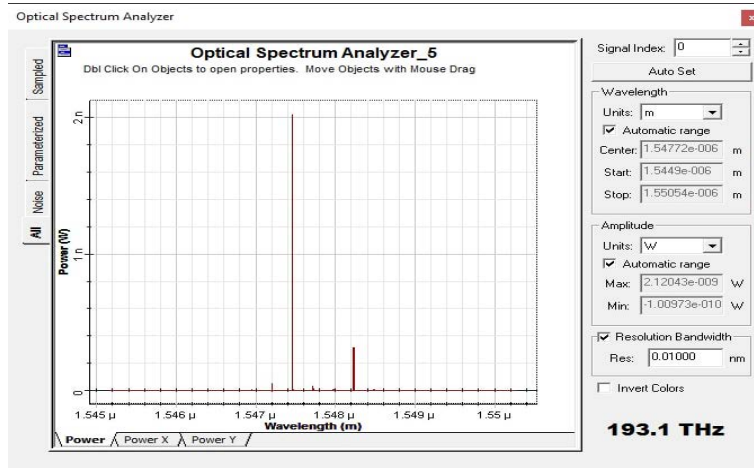 Optical Spectrum Analyzer
Optical Spectrum Analyzer_5
Dbl Click On Objects to open properties. Move Objects with Mouse Drag
Sampled
Parameterized
Noise
All
Power (W)
2 n
1 n
0
1.545 µ 1.546 µ 1.547 µ 1.548 µ 1.549 µ 1.55 µ
Wavelength (m)
Power Power X Power Y
Signal Index: 0
Auto Set
Wavelength
Units: m
Automatic range
Center: 1.54772e-006 m
Start: 1.5449e-006 m
Stop: 1.55054e-006 m
Amplitude
Units: W
Automatic range
Max: 2.12043e-009 W
Min: -1.00973e-010 W
Resolution Bandwidth
Res: 0.01000 nm
Invert Colors
193.1 THz